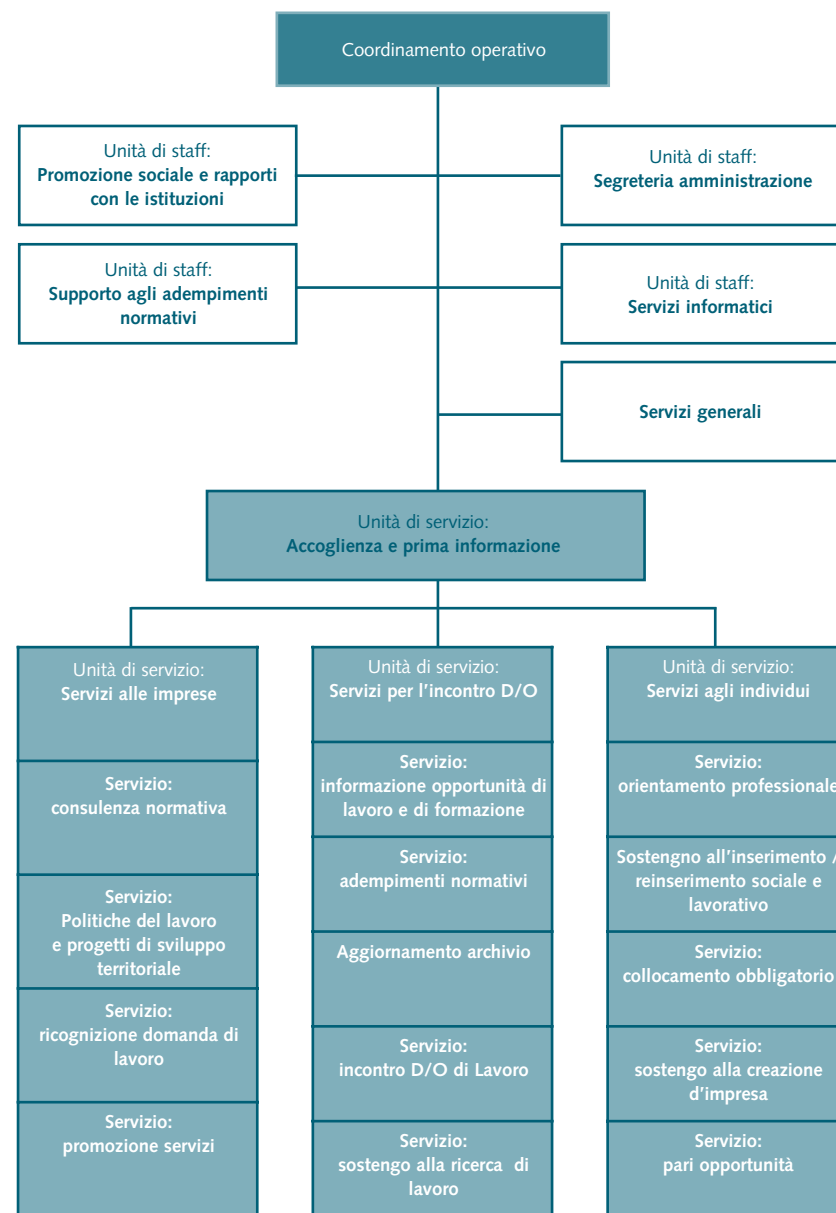 Coordinamento operativo
Unità di staff:
Promozione sociale e rapporti
con le istituzioni
Unità di staff:
Segreteria amministrazione
Unità di staff:
Supporto agli adempimenti
normativi
Unità di staff:
Servizi informatici
Servizi generali
Unità di servizio:
Accoglienza e prima informazione
Unità di servizio:
Servizi alle imprese
Servizio:
consulenza normativa
Servizio:
Politiche del lavoro
e progetti di sviluppo
territoriale
Servizio:
ricognizione domanda di
lavoro
Servizio:
promozione servizi
Unità di servizio:
Servizi per l'incontro D/O
Servizio:
informazione opportunità di
lavoro e di formazione
Servizio:
adempimenti normativi
Aggiornamento archivio
Servizio:
incontro D/O di Lavoro
Servizio:
sostengo alla ricerca di
lavoro
Unità di servizio:
Servizi agli individui
Servizio:
orientamento professionale
Sostengno all'inserimento /
reinserimento sociale e
lavorativo
Servizio:
collocamento obbligatorio
Servizio:
sostengo alla creazione
d'impresa
Servizio:
pari opportunità